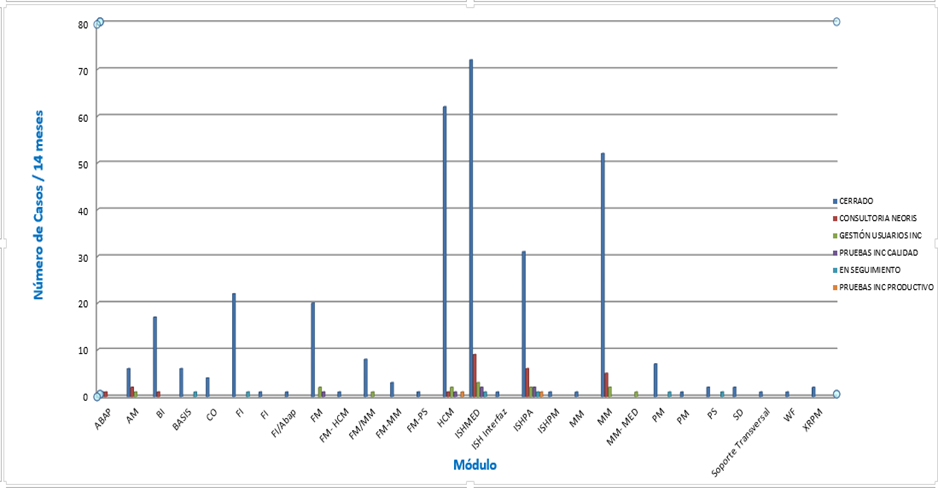 80
70
60
50
40
30
20
10
0
Número de Casos / 14 meses
ABAP
AM
BI
BASIS
CO
FI
FI
Fi/Abap
FM
FM- HCM
FM/MM
FM-MM
FM-PS
HCM
ISHMED
ISH Interfaz
ISHPA
ISHPM
MM
MM
MM- MED
PM
PM
PS
SD
Soporte Transversal
WF
XRPM
Módulo
CERRADO
CONSULTORIA NEORIS
GESTIÓN USUARIOS INC
PRUEBAS INC CALIDAD
EN SEGUIMIENTO
PRUEBAS INC PRODUCTIVO